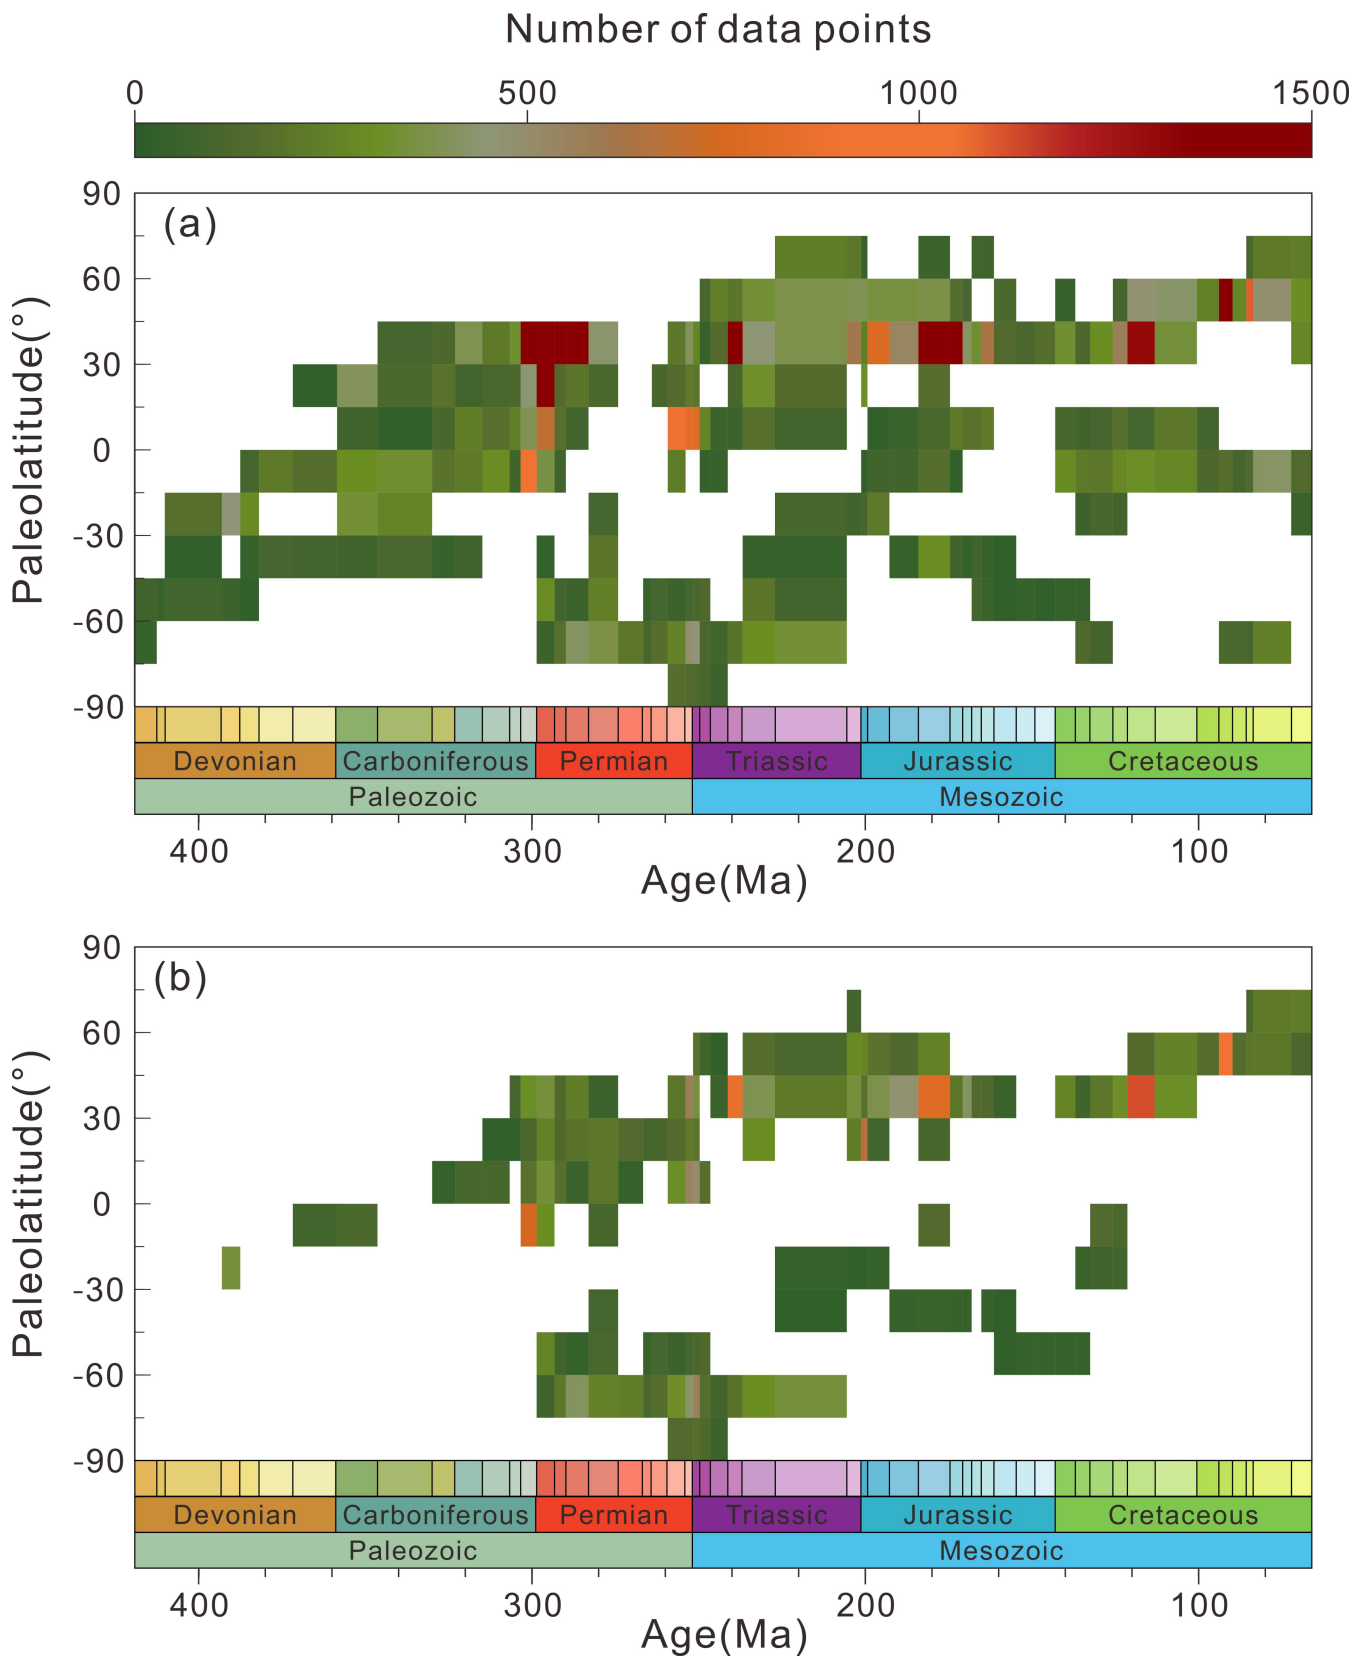 Number of data points
0 500 1000 1500
(a)
90
60
30
0
-30
-60
-90
Paleolatitude(°)
Devonian Carboniferous Permian Triassic Jurassic Cretaceous
Paleozoic Mesozoic
400 300 200 100
Age(Ma)
(b)
90
60
30
0
-30
-60
-90
Paleolatitude(°)
Devonian Carboniferous Permian Triassic Jurassic Cretaceous
Paleozoic Mesozoic
400 300 200 100
Age(Ma)